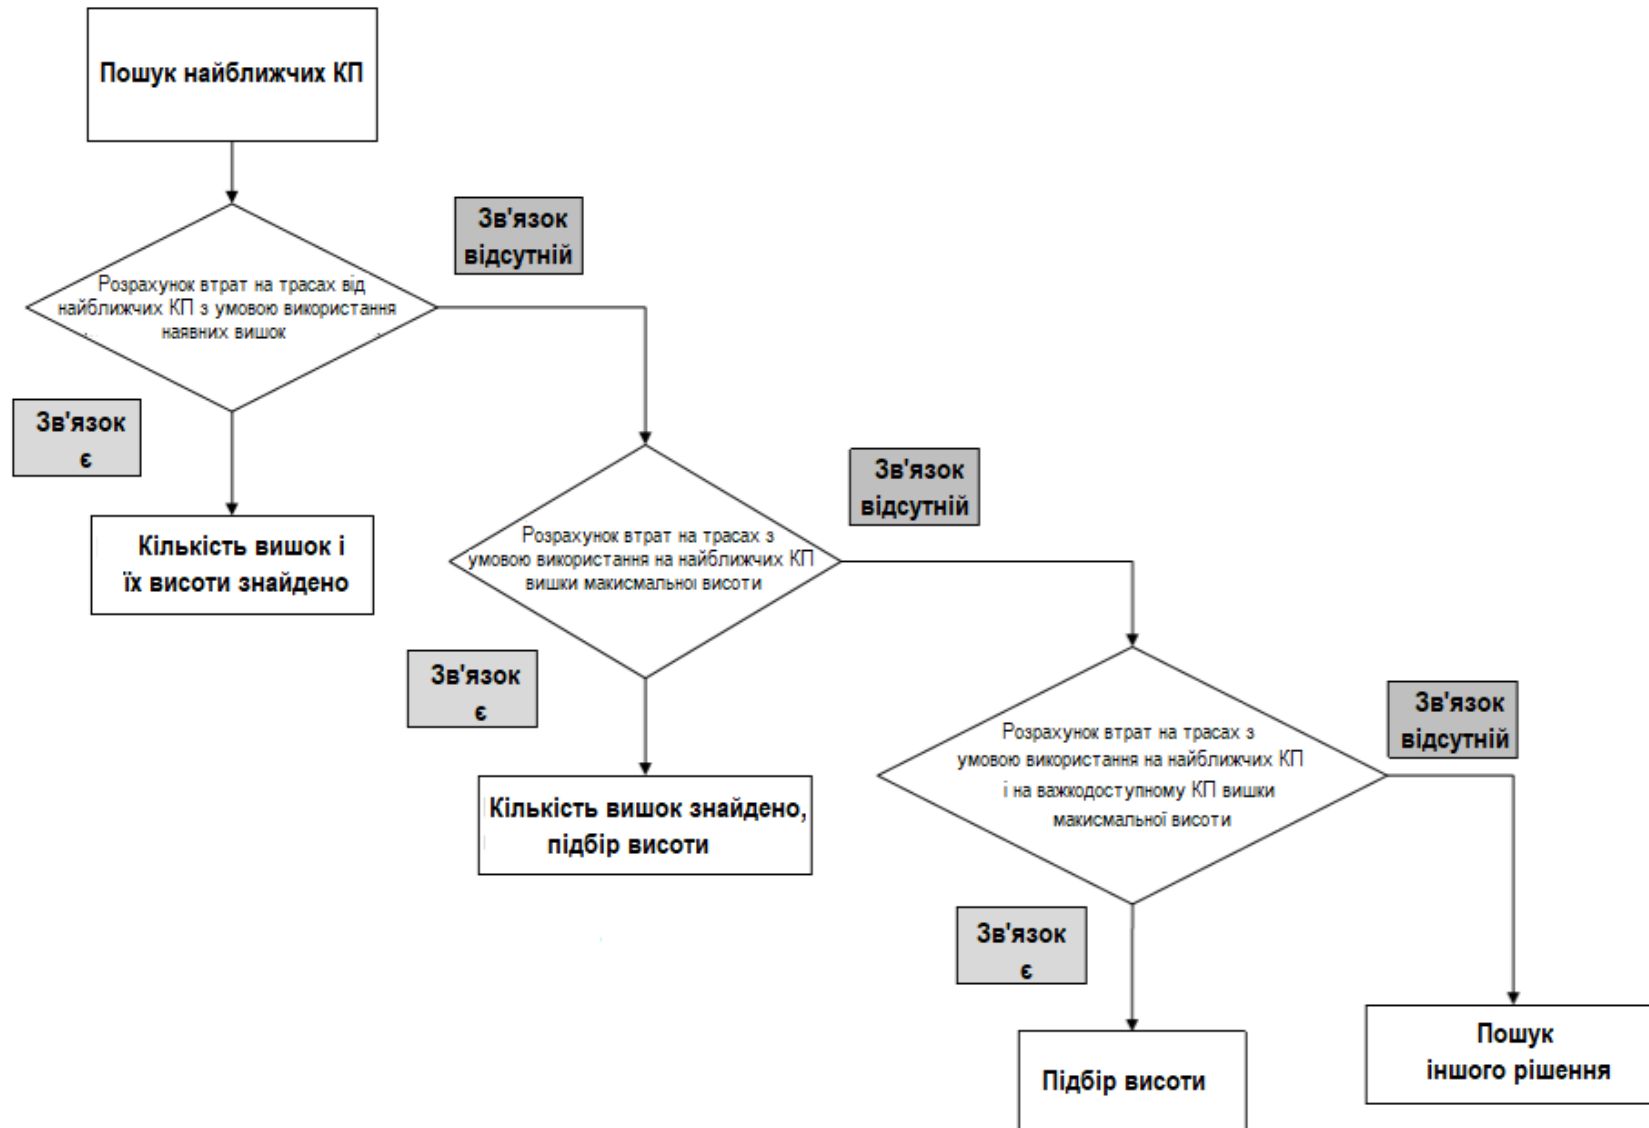 Пошук найближчих КП
Зв'язок
відсутній
Розрахунок втрат на трасах від
найближчих КП з умовою використання
наявних вишок
Зв'язок
є
Кількість вишок і
їх висоти знайдено
Зв'язок
відсутній
Розрахунок втрат на трасах з
умовою використання на найближчих КП
вишки макисмальної висоти
Зв'язок
є
Кількість вишок знайдено,
підбір висоти
Зв'язок
відсутній
Розрахунок втрат на трасах з
умовою використання на найближчих КП
і на важкодоступному КП вишки
макисмальної висоти
Зв'язок
є
Підбір висоти
Пошук
іншого рішення